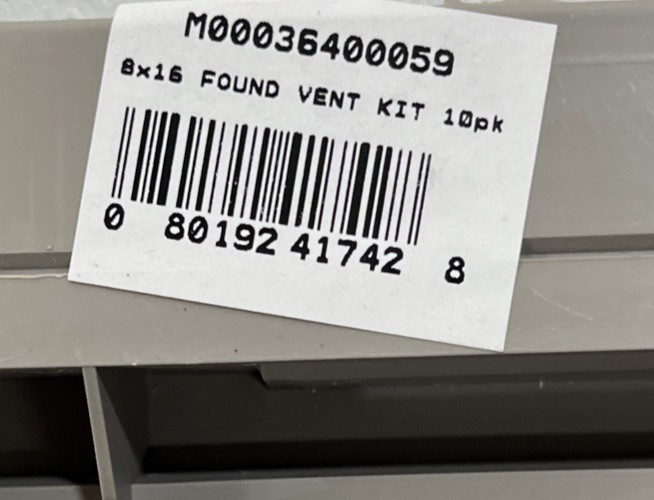 M00036400059
8x16 FOUND VENT KIT 10pk
0 80192 41742 8